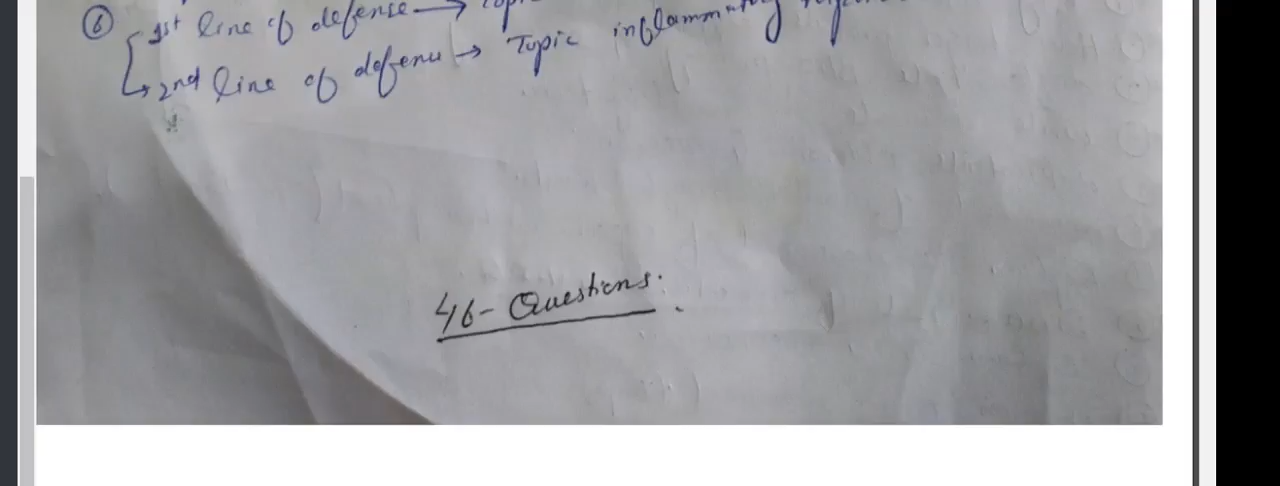 ⑥ 1st line of defense →
↳ 2nd line of defense → Topic inflammatory
46- Questions.